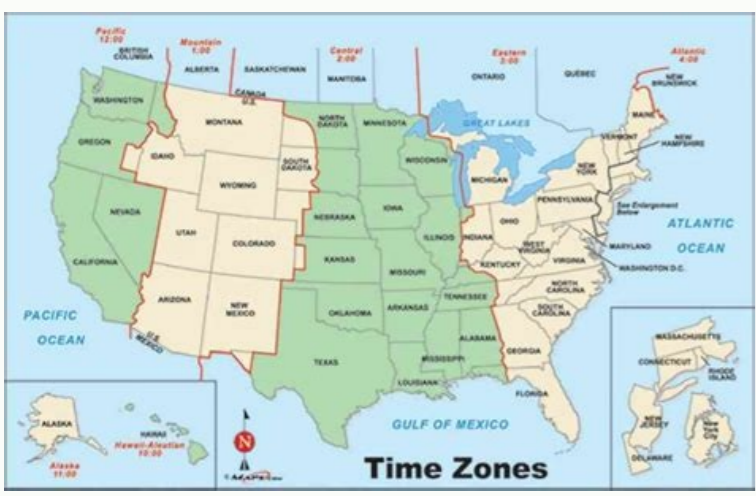 Pacific
12:00
Mountain
1:00
Central
2:00
Eastern
3:00
Atlantic
4:00
BRITISH
COLUMBIA
ALBERTA
SASKATCHEWAN
MANITOBA
ONTARIO
QUÉBEC
NEW
BRUNSWICK
CANADA
U.S.
WASHINGTON
MONTANA
NORTH
DAKOTA
MINNESOTA
GREAT LAKES
MAINE
VERMONT
NEW
HAMPSHIRE
OREGON
IDAHO
SOUTH
DAKOTA
WISCONSIN
MICHIGAN
NEW
YORK
WYOMING
PENNSYLVANIA
See Enlargement
Below
NEVADA
NEBRASKA
IOWA
ILLINOIS
INDIANA
OHIO
ATLANTIC
OCEAN
UTAH
COLORADO
KANSAS
MISSOURI
WEST
VIRGINIA
VIRGINIA
MARYLAND
WASHINGTON D.C.
CALIFORNIA
KENTUCKY
ARIZONA
NEW
MEXICO
OKLAHOMA
ARKANSAS
TENNESSEE
NORTH
CAROLINA
SOUTH
CAROLINA
PACIFIC
OCEAN
U.S.
MEXICO
TEXAS
MISSISSIPPI
ALABAMA
GEORGIA
LOUISIANA
FLORIDA
GULF OF MEXICO
ALASKA
Alaska
11:00
HAWAII
Hawaii-Aleutian
10:00
N
MASSACHUSETTS
CONNECTICUT
RHODE
ISLAND
NEW
JERSEY
New
York
City
DELAWARE
Time Zones